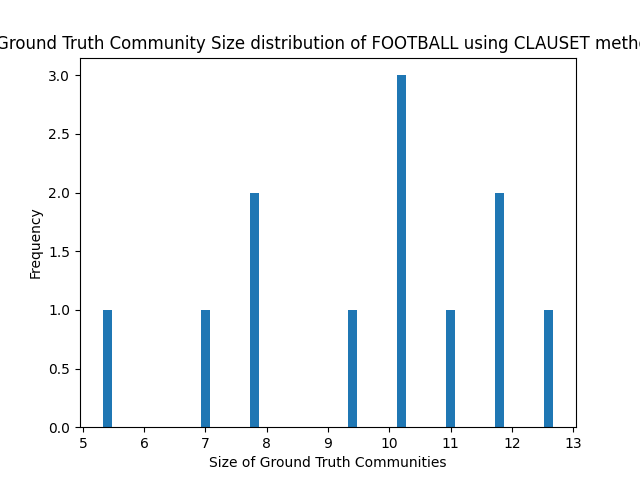 Ground Truth Community Size distribution of FOOTBALL using CLAUSET meth
3.0
2.5
2.0
1.5
1.0
0.5
0.0
Frequency
5 6 7 8 9 10 11 12 13
Size of Ground Truth Communities